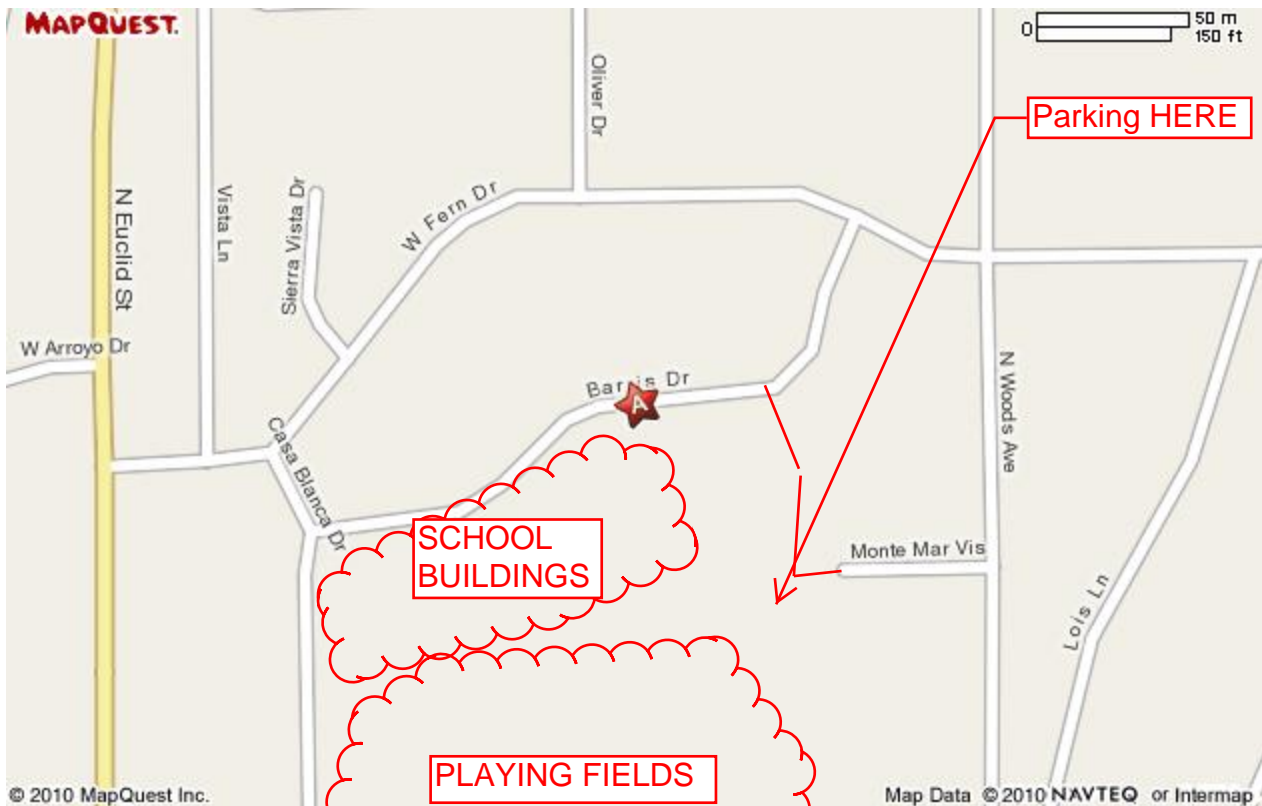 MAPQUEST.
0
50 m
150 ft
Parking HERE
Oliver Dr
N Euclid St
Vista Ln
Sierra Vista Dr
W Fern Dr
W Arroyo Dr
Barris Dr
A
N Woods Ave
Casa Blanca Dr
SCHOOL
BUILDINGS
Monte Mar Vis
Lois Ln
PLAYING FIELDS
© 2010 MapQuest Inc.
Map Data © 2010 NAVTEQ or Intermap